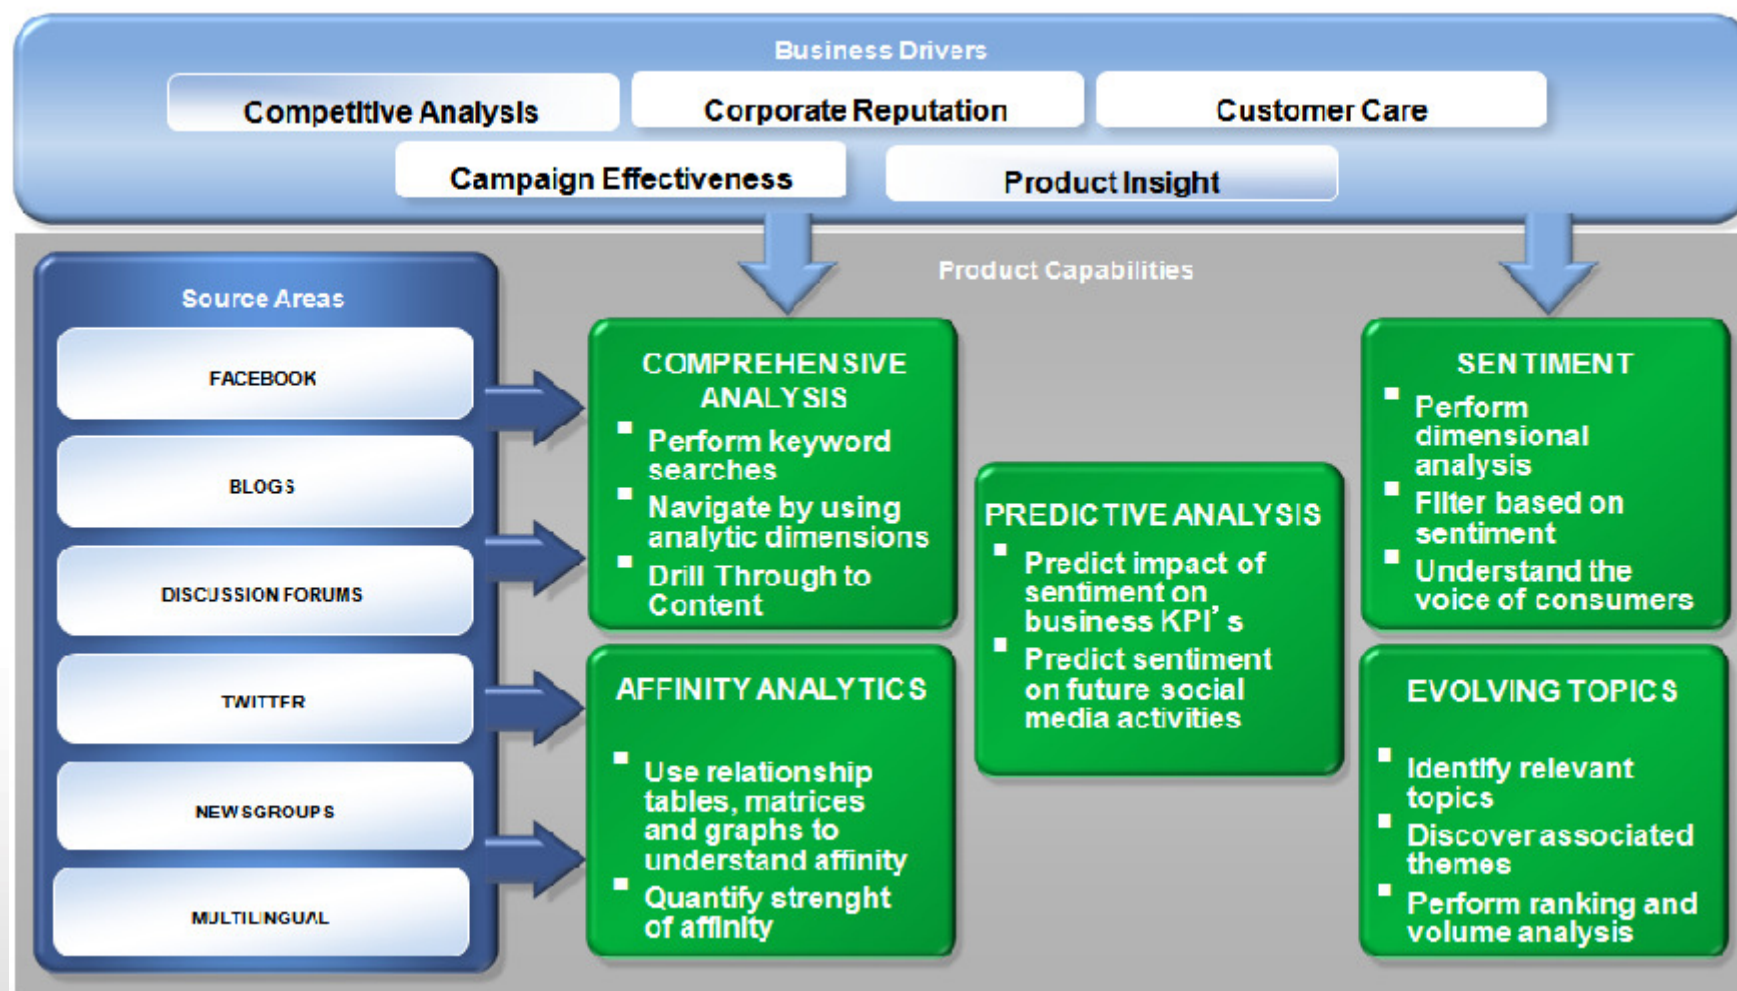 Business Drivers
Competitive Analysis
Corporate Reputation
Customer Care
Campaign Effectiveness
Product Insight
Product Capabilities
Source Areas
FACEBOOK
BLOGS
DISCUSSION FORUMS
TWITTER
NEWSGROUPS
MULTILINGUAL
COMPREHENSIVE
ANALYSIS
Perform keyword
searches
Navigate by using
analytic dimensions
Drill Through to
Content
AFFINITY ANALYTICS
Use relationship
tables, matrices
and graphs to
understand affinity
Quantify strenght
of affinity
PREDICTIVE ANALYSIS
Predict impact of
sentiment on
business KPI's
Predict sentiment
on future social
media activities
SENTIMENT
Perform
dimensional
analysis
Filter based on
sentiment
Understand the
voice of consumers
EVOLVING TOPICS
Identify relevant
topics
Discover associated
themes
Perform ranking and
volume analysis